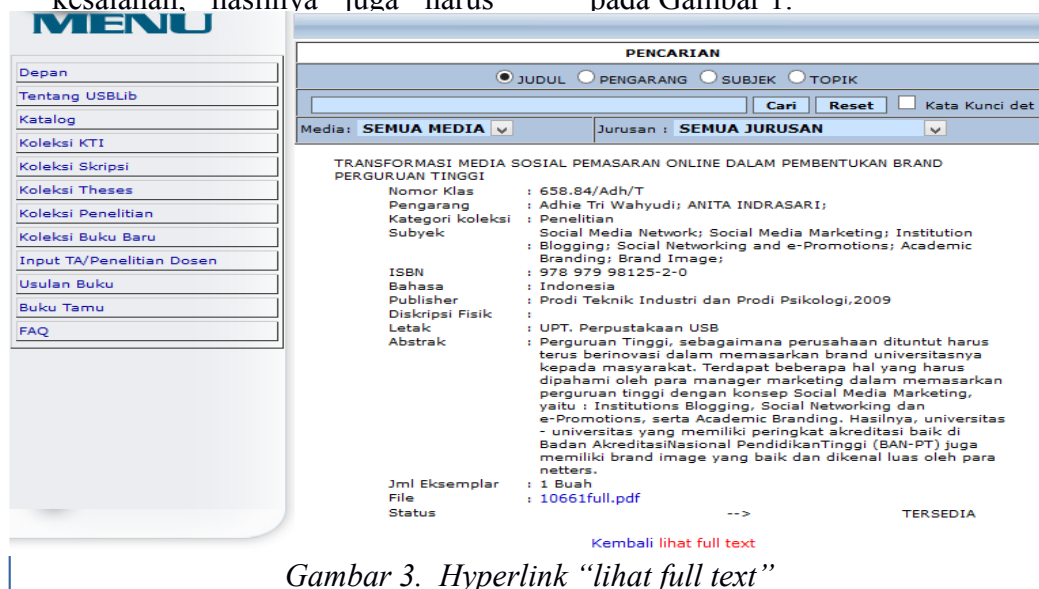 kesalahan, hasilnya juga harus
pada Gambar 1.
MENU
Depan
Tentang USBLib
Katalog
Koleksi KTI
Koleksi Skripsi
Koleksi Theses
Koleksi Penelitian
Koleksi Buku Baru
Input TA/Penelitian Dosen
Usulan Buku
Buku Tamu
FAQ
PENCARIAN
JUDUL PENGARANG SUBJEK TOPIK
Cari Reset Kata Kunci det
Media: SEMUA MEDIA Jurusan : SEMUA JURUSAN
TRANSFORMASI MEDIA SOSIAL PEMASARAN ONLINE DALAM PEMBENTUKAN BRAND
PERGURUAN TINGGI
Nomor Klas : 658.84/Adh/T
Pengarang : Adhie Tri Wahyudi; ANITA INDRASARI;
Kategori koleksi : Penelitian
Subyek Social Media Network; Social Media Marketing; Institution
: Blogging; Social Networking and e-Promotions; Academic
Branding; Brand Image;
ISBN : 978 979 98125-2-0
Bahasa : Indonesia
Publisher : Prodi Teknik Industri dan Prodi Psikologi,2009
Diskripsi Fisik :
Letak : UPT. Perpustakaan USB
Abstrak : Perguruan Tinggi, sebagaimana perusahaan dituntut harus
terus berinovasi dalam memasarkan brand universitasnya
kepada masyarakat. Terdapat beberapa hal yang harus
dipahami oleh para manager marketing dalam memasarkan
perguruan tinggi dengan konsep Social Media Marketing,
yaitu : Institutions Blogging, Social Networking dan
e-Promotions, serta Academic Branding. Hasilnya, universitas
- universitas yang memiliki peringkat akreditasi baik di
Badan AkreditasiNasional PendidikanTinggi (BAN-PT) juga
memiliki brand image yang baik dan dikenal luas oleh para
netters.
Jml Eksemplar : 1 Buah
File : 10661full.pdf
Status --> TERSEDIA
Kembali lihat full text
Gambar 3. Hyperlink “lihat full text”